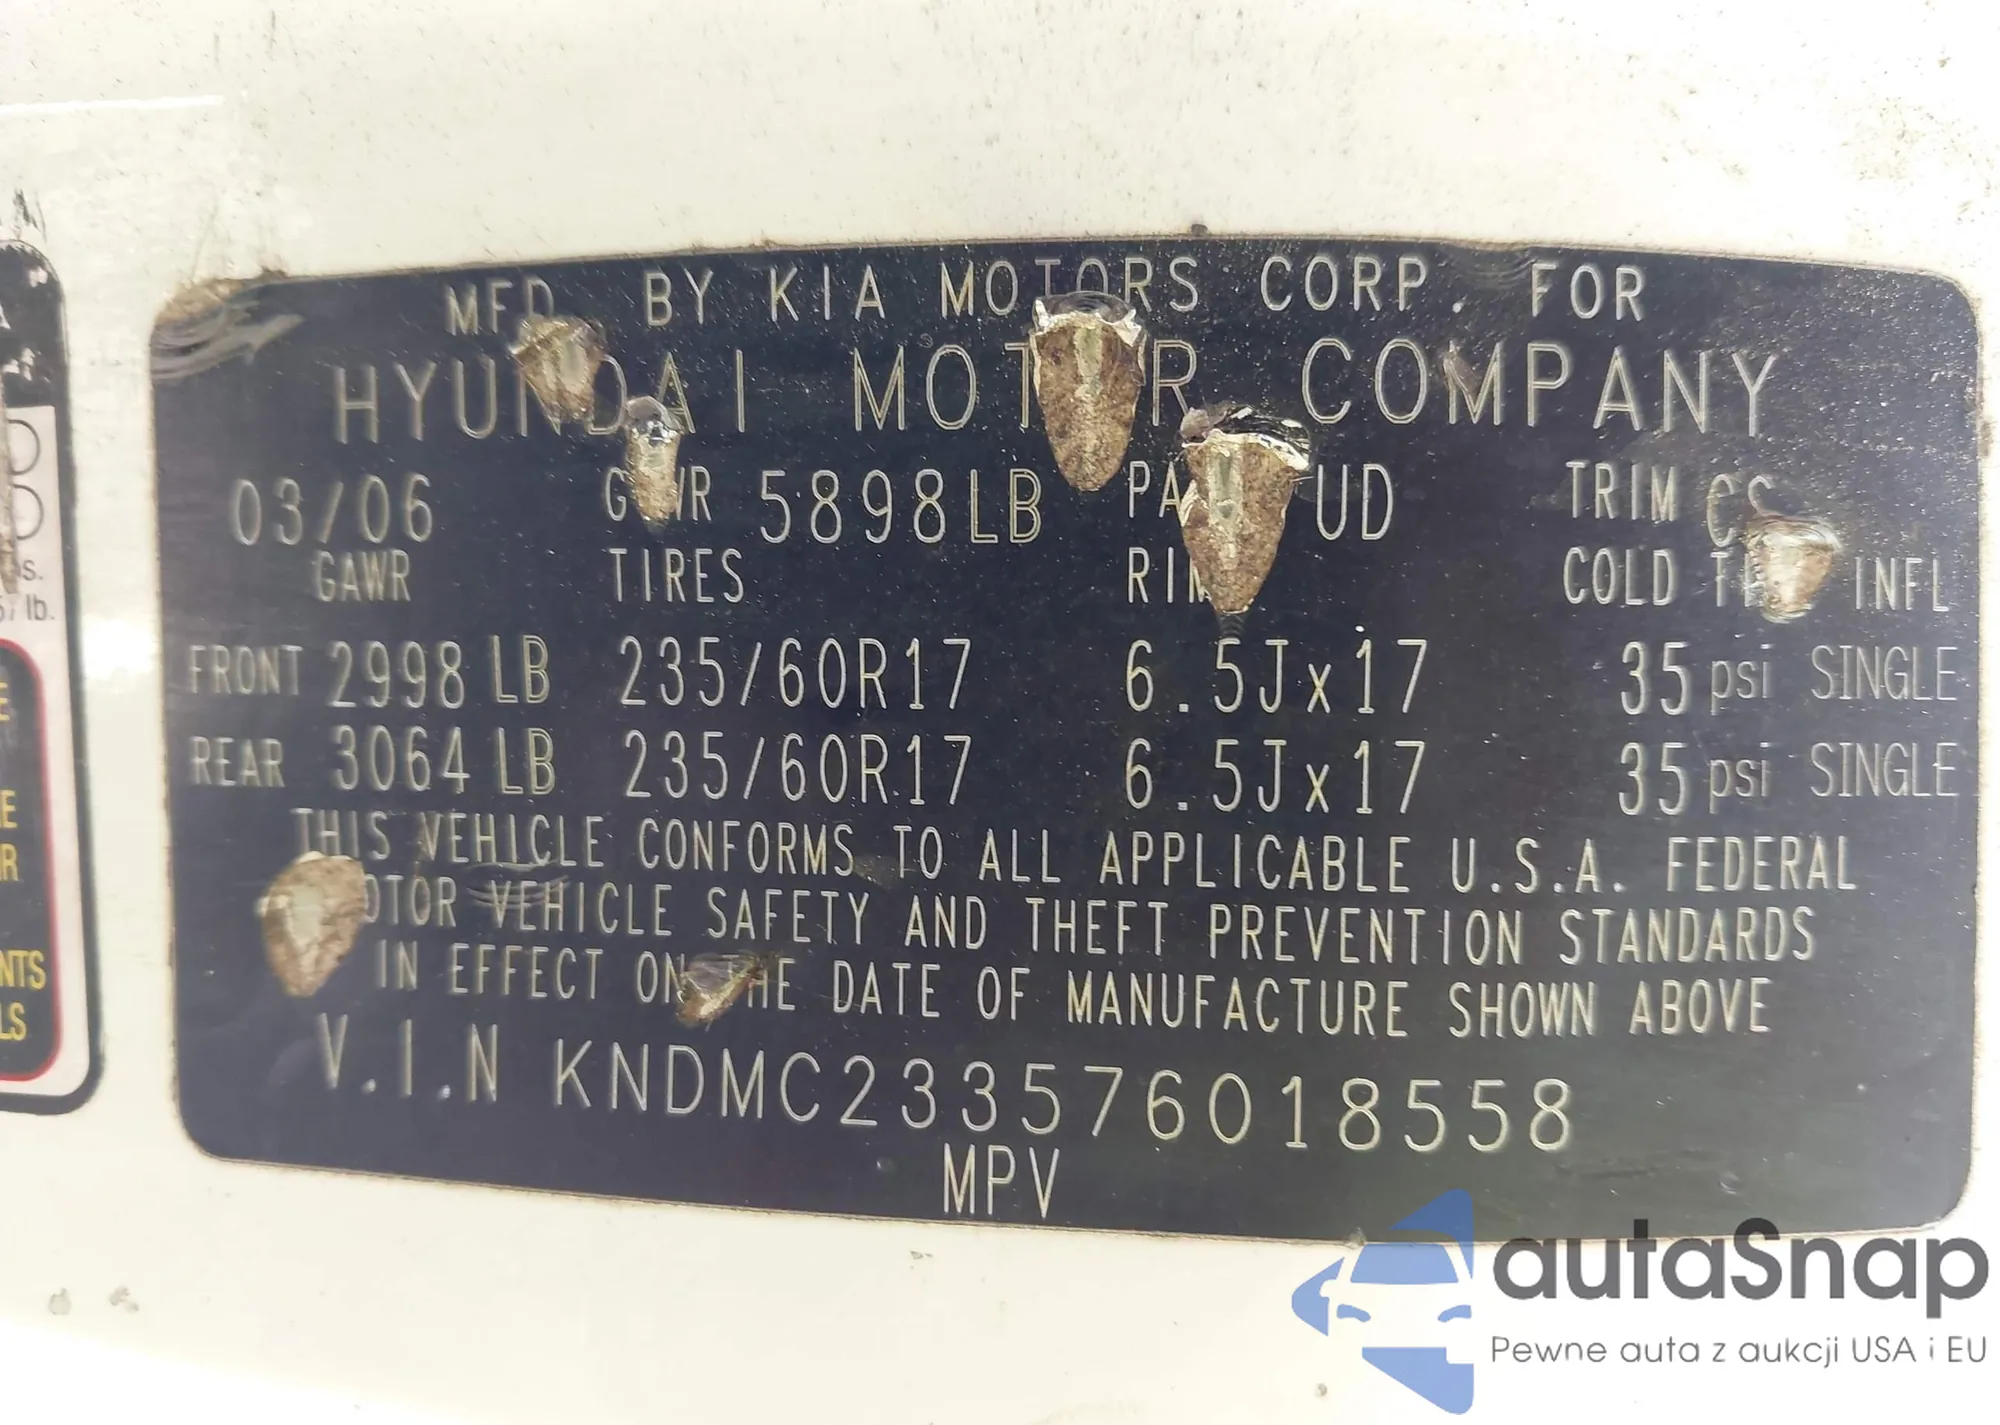 MFD BY KIA MOTORS CORP. FOR
HYUNDAI MOTOR COMPANY
03/06 GVWR 5898LB UD TRIM CS
GAWR TIRES RIM COLD INFL
FRONT 2998 LB 235/60R17 6.5Jx17 35 psi SINGLE
REAR 3064 LB 235/60R17 6.5Jx17 35 psi SINGLE
THIS VEHICLE CONFORMS TO ALL APPLICABLE U.S.A. FEDERAL
MOTOR VEHICLE SAFETY AND THEFT PREVENTION STANDARDS
IN EFFECT ON THE DATE OF MANUFACTURE SHOWN ABOVE
V.I.N KNDMC233576018558
MPV
autaSnap
Pewne auta z aukcji USA i EU
lb.